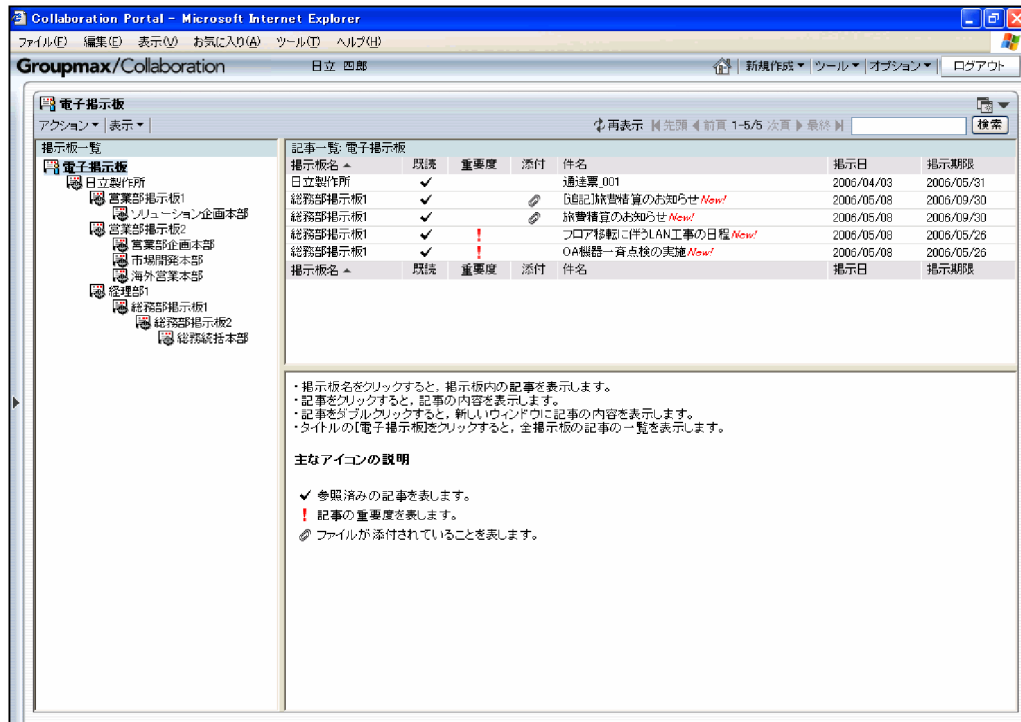 Collaboration Portal - Microsoft Internet Explorer
ファイル(F) 編集(E) 表示(V) お気に入り(A) ツール(T) ヘルプ(H)
Groupmax/Collaboration 日立 四郎 新規作成 ツール オプション ログアウト
電子掲示板
アクション 表示 再表示 先頭 前頁 1-5/5 次頁 最終 検索
掲示板一覧
電子掲示板
日立製作所
営業部掲示板1
ソリューション企画本部
営業部掲示板2
営業部企画本部
市場開発本部
海外営業本部
経理部1
総務部掲示板1
総務部掲示板2
総務統括本部
記事一覧: 電子掲示板
掲示板名 既読 重要度 添付 件名 掲示日 掲示期限
日立製作所 ✓ 通達票_001 2006/04/03 2006/05/31
総務部掲示板1 ✓ [追記]旅費積算のお知らせ New! 2006/05/08 2006/09/30
総務部掲示板1 ✓ 旅費積算のお知らせ New! 2006/05/08 2006/09/30
総務部掲示板1 ✓ ! フロア移転に伴うLAN工事の日程 New! 2006/05/08 2006/05/26
総務部掲示板1 ✓ ! OA機器一斉点検の実施 New! 2006/05/08 2006/05/26
掲示板名 既読 重要度 添付 件名 掲示日 掲示期限
・掲示板名をクリックすると, 掲示板内の記事を表示します。
・記事をクリックすると, 記事の内容を表示します。
・記事をダブルクリックすると, 新しいウィンドウに記事の内容を表示します。
・タイトルの[電子掲示板]をクリックすると, 全掲示板の記事の一覧を表示します。
主なアイコンの説明
✓ 参照済みの記事を表します。
! 記事の重要度を表します。
ファイルが添付されていることを表します。